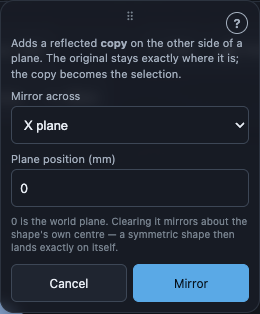 ?
Adds a reflected copy on the other side of a
plane. The original stays exactly where it is;
the copy becomes the selection.
Mirror across
X plane
Plane position (mm)
0
0 is the world plane. Clearing it mirrors about the
shape's own centre — a symmetric shape then
lands exactly on itself.
Cancel
Mirror